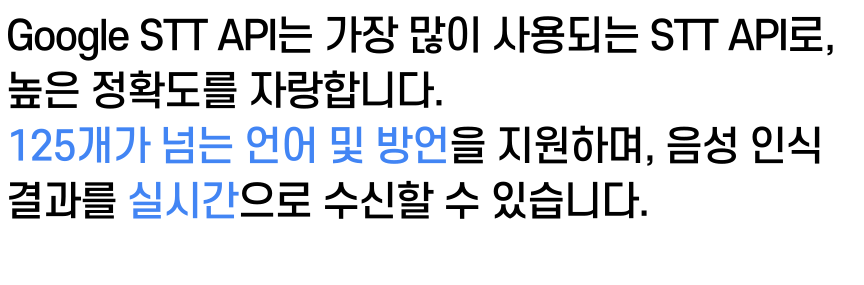 Google STT API는 가장 많이 사용되는 STT API로,
높은 정확도를 자랑합니다.
125개가 넘는 언어 및 방언을 지원하며, 음성 인식
결과를 실시간으로 수신할 수 있습니다.